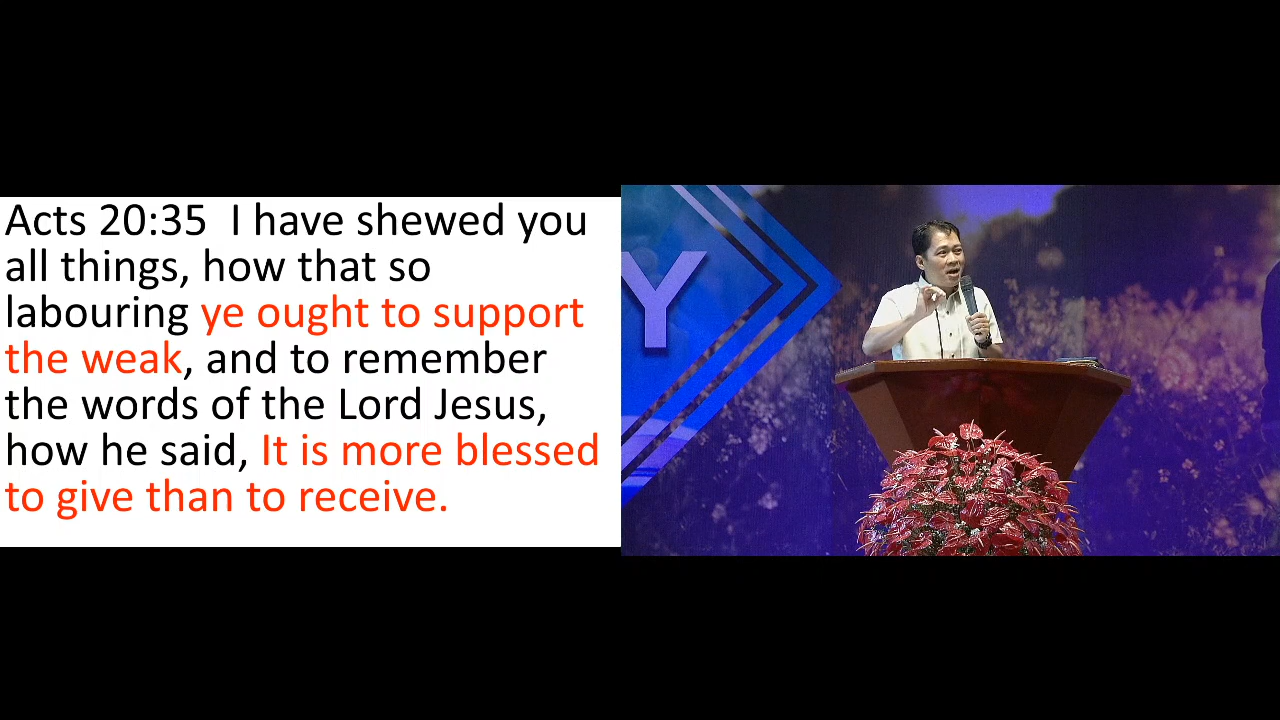 Acts 20:35  I have shewed you
all things, how that so
labouring ye ought to support
the weak, and to remember
the words of the Lord Jesus,
how he said, It is more blessed
to give than to receive.
Y